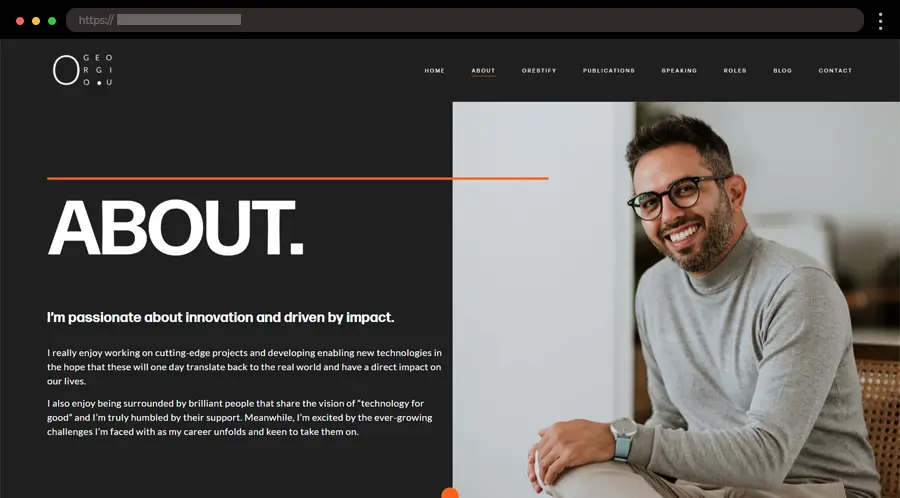 https://
O GEO
RGI
O.U
HOME ABOUT ORESTIFY PUBLICATIONS SPEAKING ROLES BLOG CONTACT
ABOUT.
I'm passionate about innovation and driven by impact.
I really enjoy working on cutting-edge projects and developing enabling new technologies in
the hope that these will one day translate back to the real world and have a direct impact on
our lives.
I also enjoy being surrounded by brilliant people that share the vision of “technology for
good” and I’m truly humbled by their support. Meanwhile, I’m excited by the ever-growing
challenges I’m faced with as my career unfolds and keen to take them on.